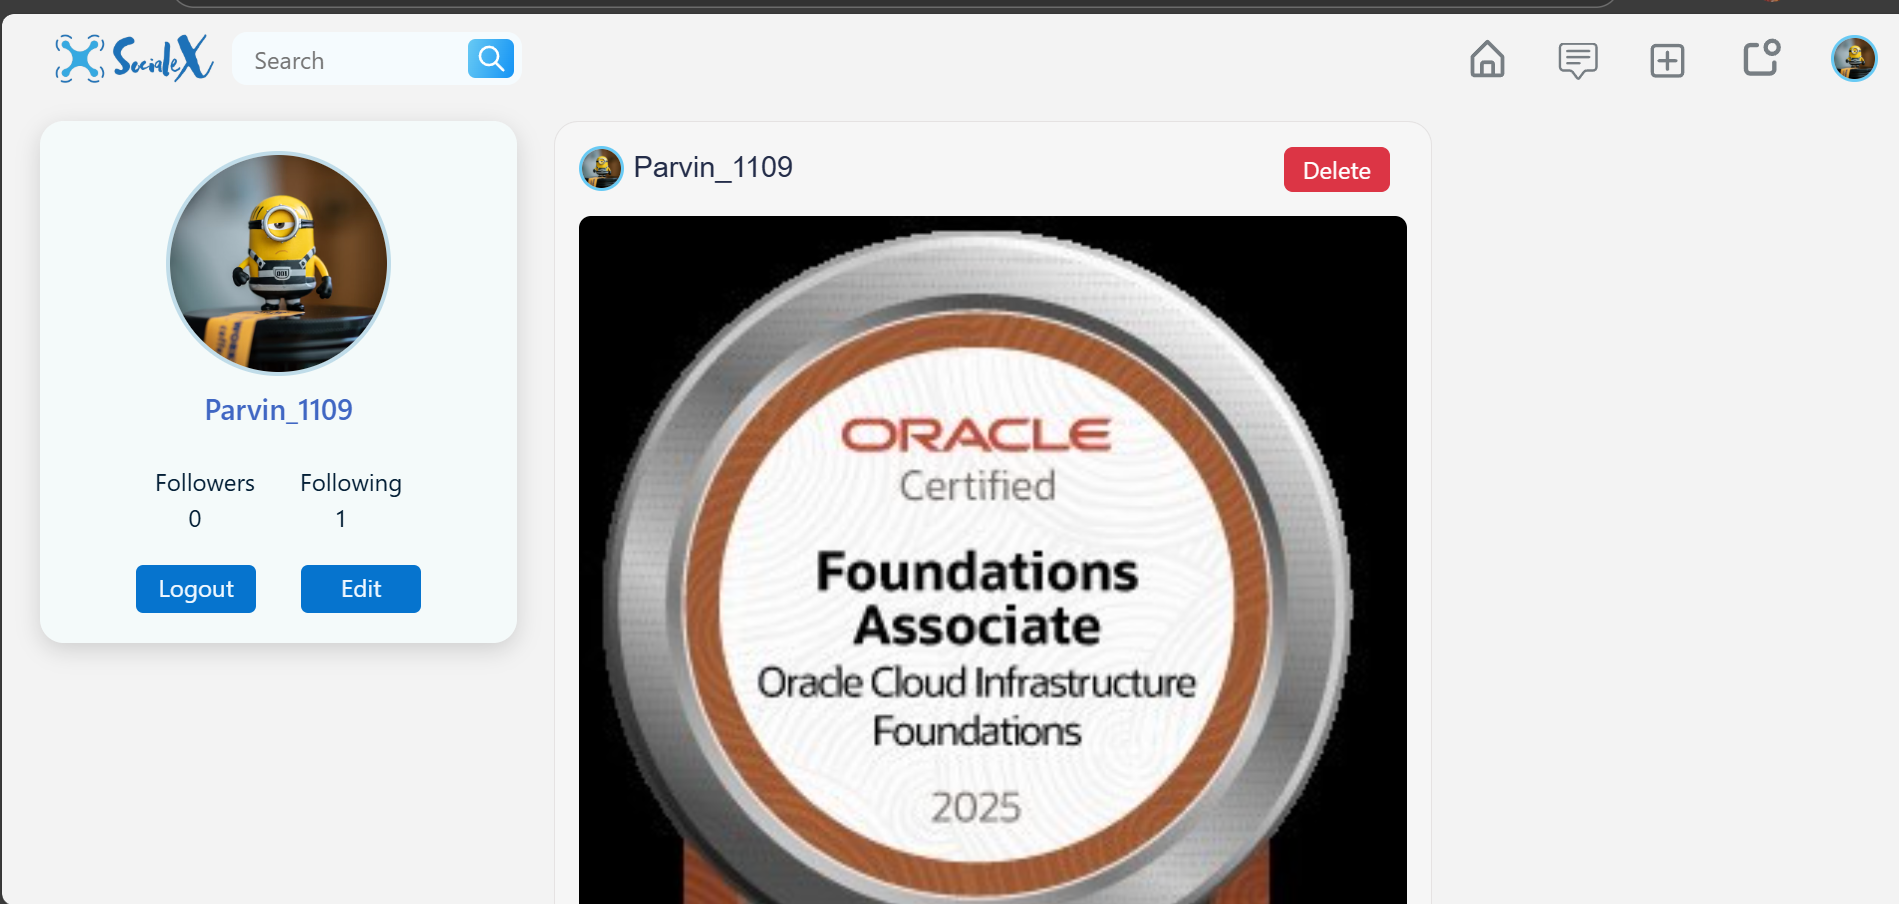 SocialeX
Search
Parvin_1109
Followers
Following
0
1
Logout
Edit
Parvin_1109
Delete
ORACLE
Certified
Foundations
Associate
Oracle Cloud Infrastructure
Foundations
2025